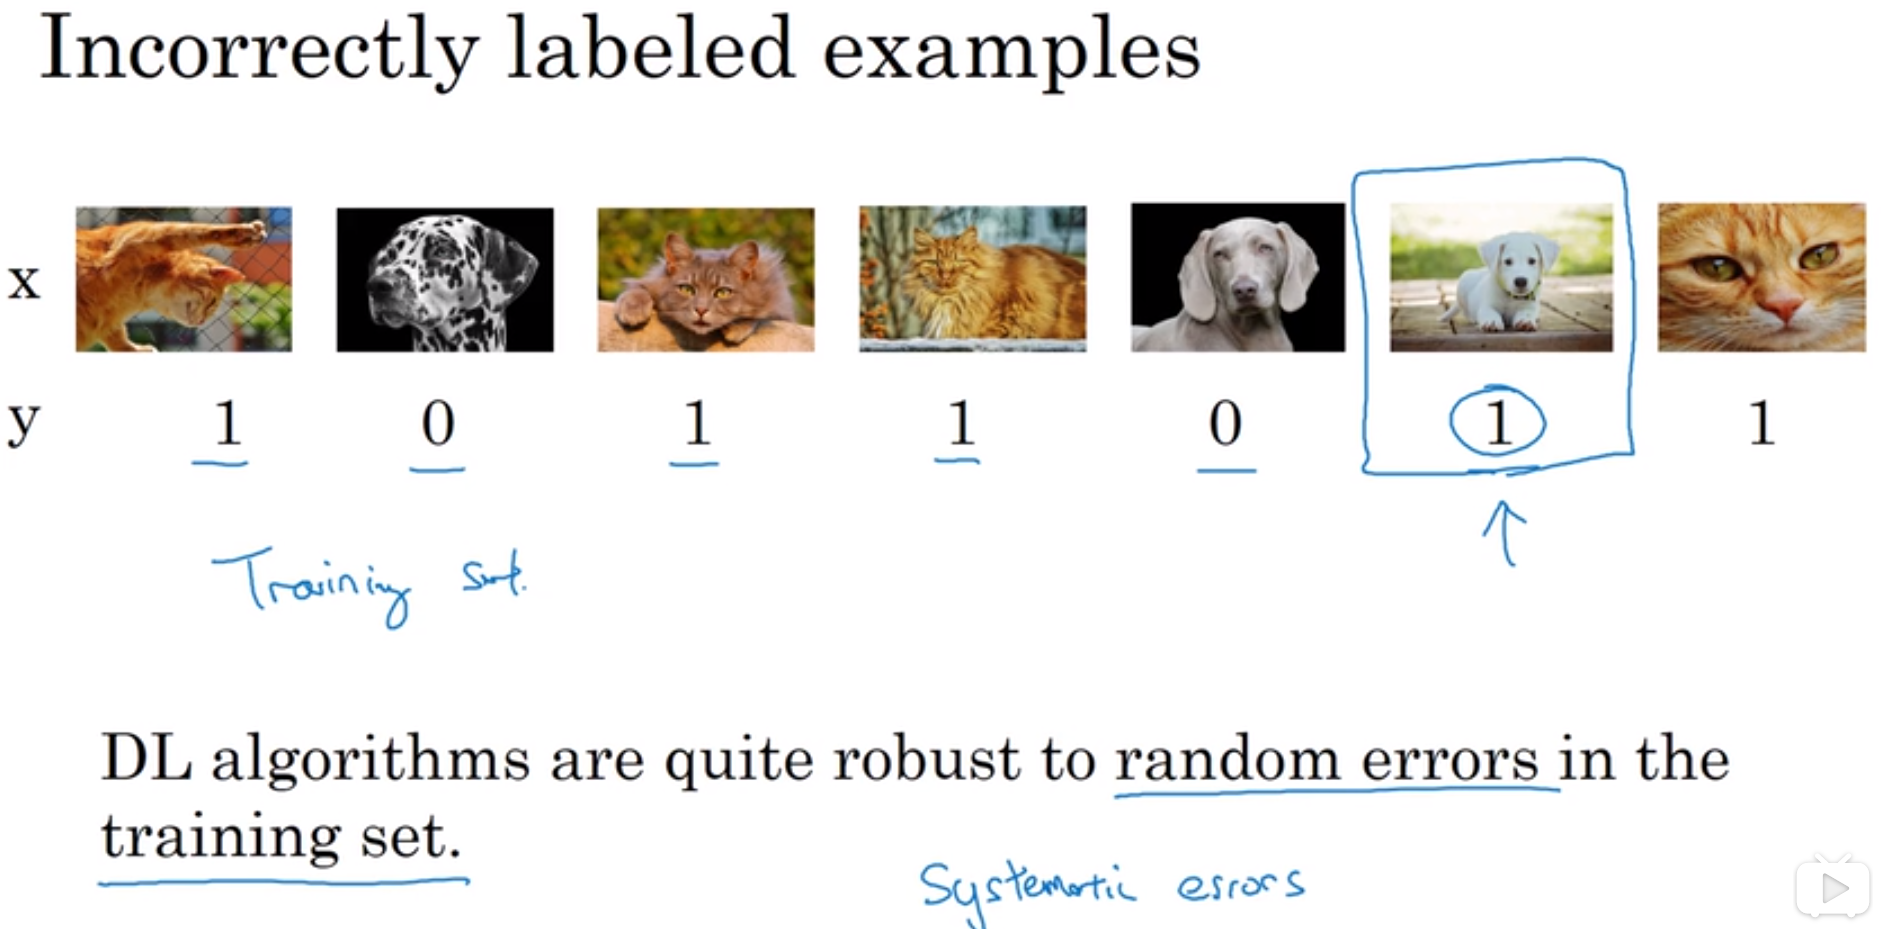 Incorrectly labeled examples
x
y 1 0 1 1 0 1 1
Training set.
DL algorithms are quite robust to random errors in the
training set.
Systematic errors